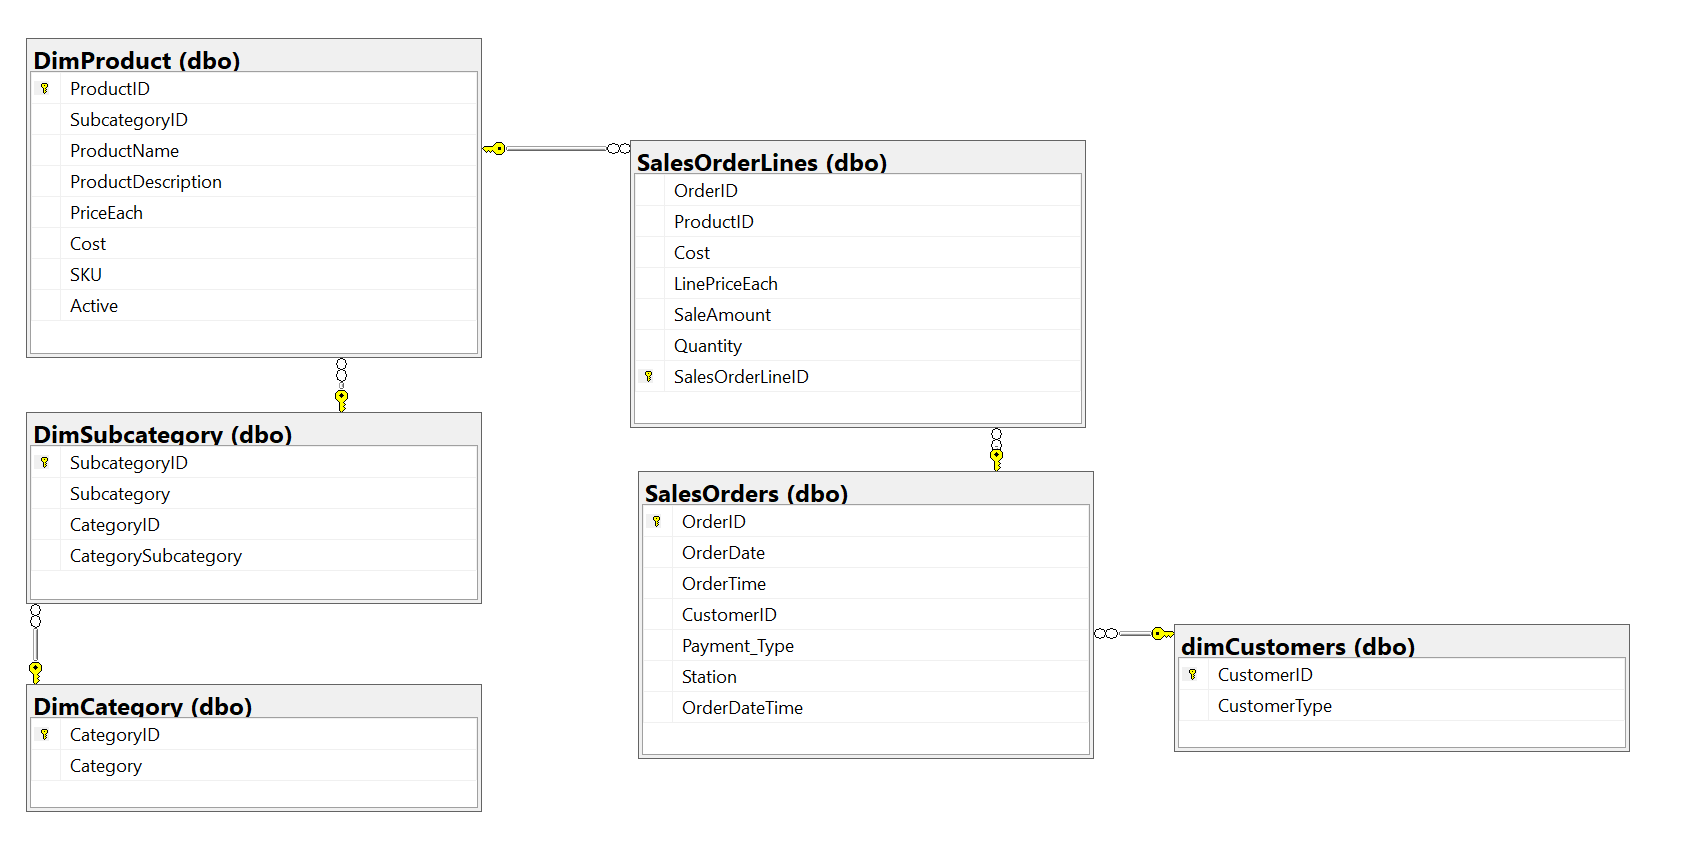 DimProduct (dbo)
ProductID
SubcategoryID
ProductName
ProductDescription
PriceEach
Cost
SKU
Active
SalesOrderLines (dbo)
OrderID
ProductID
Cost
LinePriceEach
SaleAmount
Quantity
SalesOrderLineID
DimSubcategory (dbo)
SubcategoryID
Subcategory
CategoryID
CategorySubcategory
SalesOrders (dbo)
OrderID
OrderDate
OrderTime
CustomerID
Payment_Type
Station
OrderDateTime
dimCustomers (dbo)
CustomerID
CustomerType
DimCategory (dbo)
CategoryID
Category